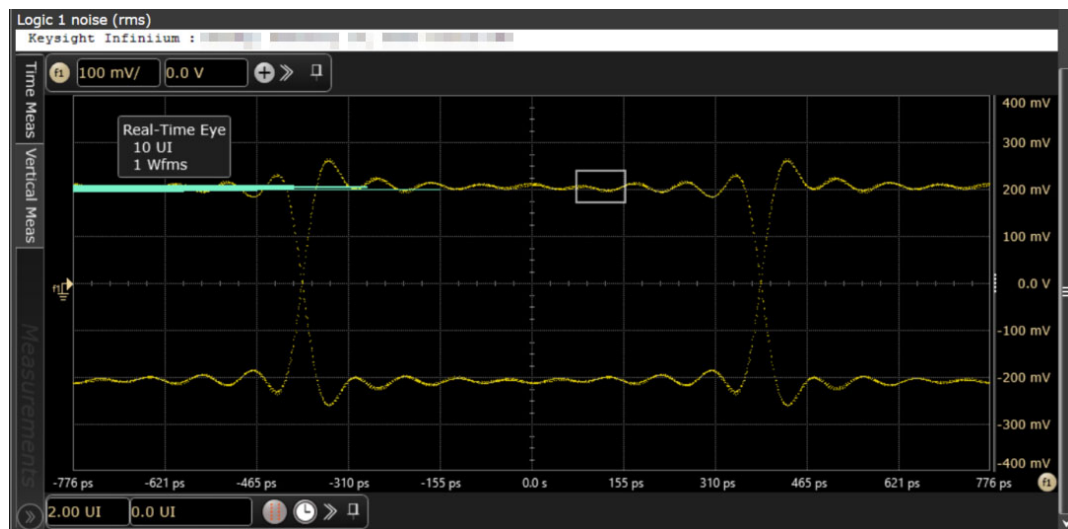 Logic 1 noise (rms)
Keysight Infiniium :
Time Meas
Vertical Meas
Measurements
f1 100 mV/ 0.0 V
Real-Time Eye
10 UI
1 Wfms
400 mV
300 mV
200 mV
100 mV
0.0 V
-100 mV
-200 mV
-300 mV
-400 mV
f1
-776 ps -621 ps -465 ps -310 ps -155 ps 0.0 s 155 ps 310 ps 465 ps 621 ps 776 ps f1
2.00 UI 0.0 UI